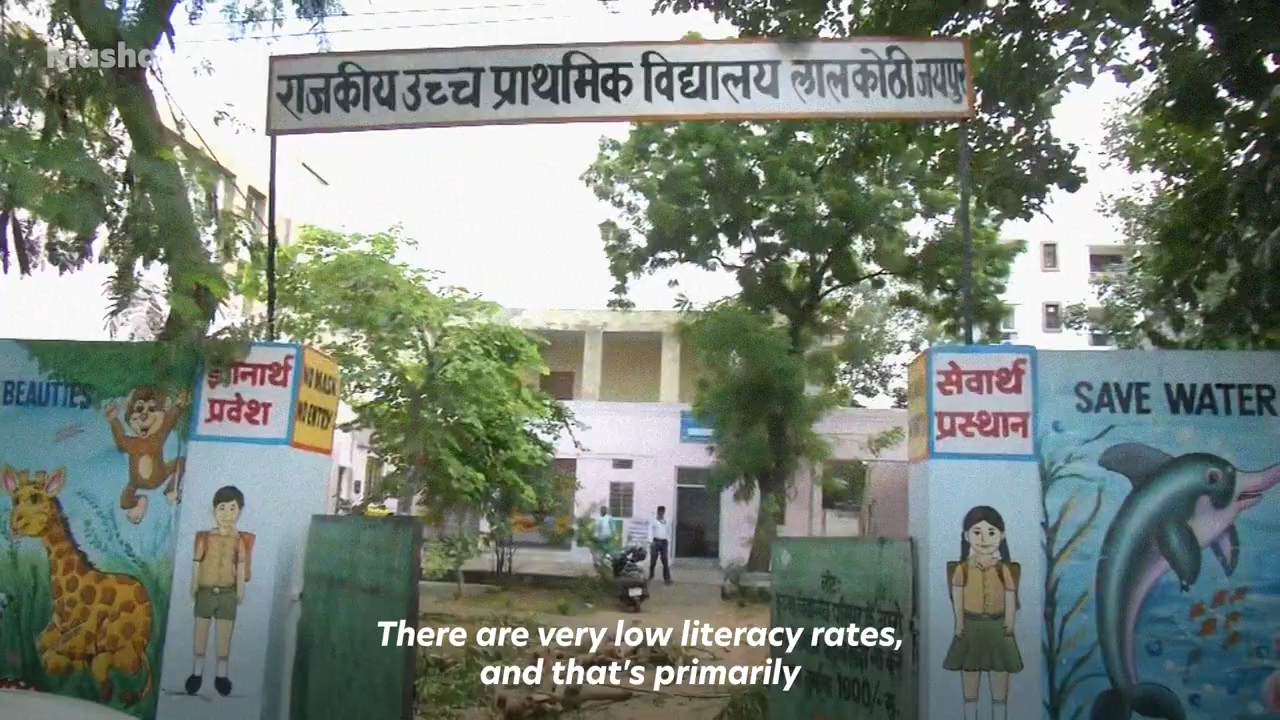 Masha
राजकीय उच्च प्राथमिक विद्यालय लालकोठी जयपुर
BEAUTIES
ज्ञानार्थ
प्रवेश
NO MASK
NO ENTRY
सेवार्थ
प्रस्थान
SAVE WATER
नोट:-
1000/-
There are very low literacy rates,
and that's primarily